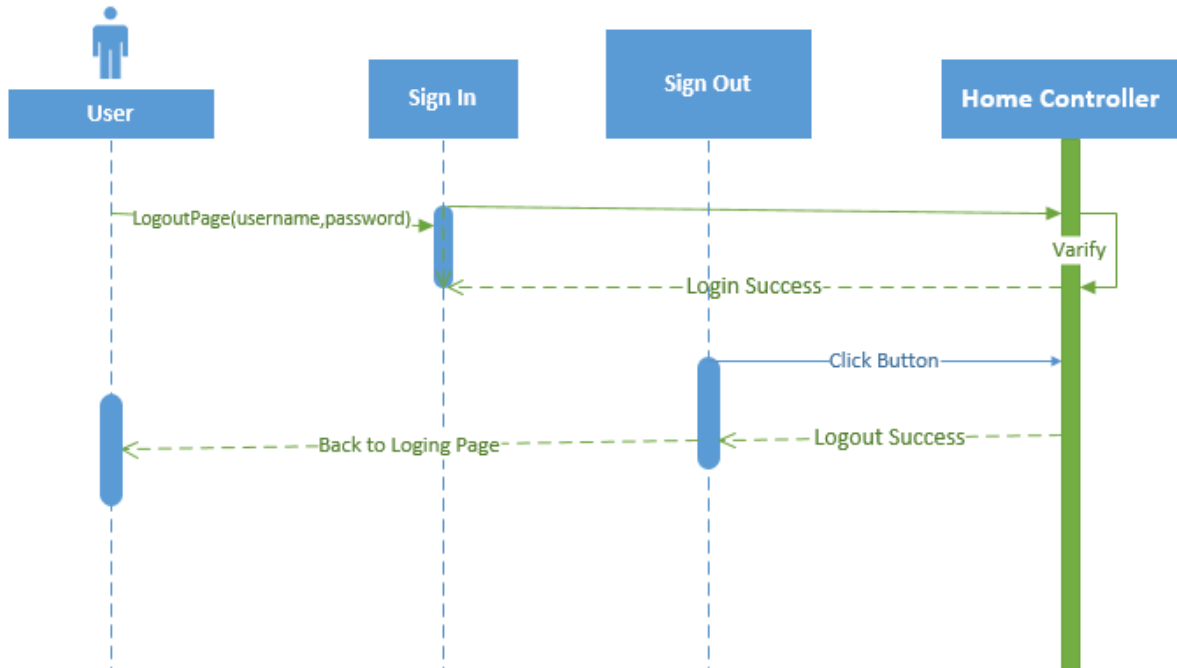 User
Sign In
Sign Out
Home Controller
LogoutPage(username,password)
Varify
Login Success
Click Button
Logout Success
Back to Loging Page